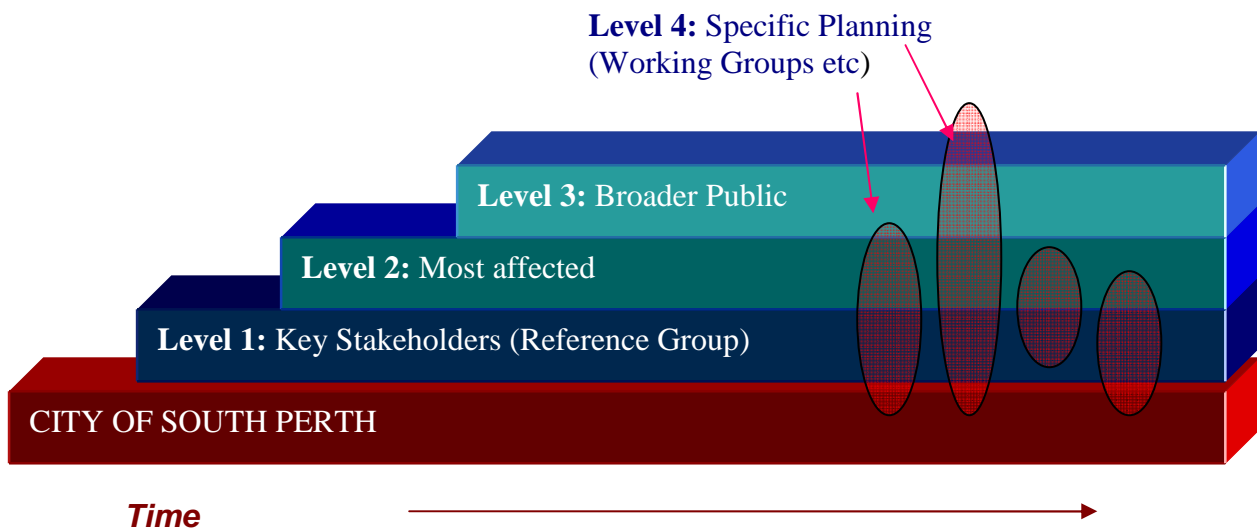 Level 4: Specific Planning
(Working Groups etc)
Level 3: Broader Public
Level 2: Most affected
Level 1: Key Stakeholders (Reference Group)
CITY OF SOUTH PERTH
Time